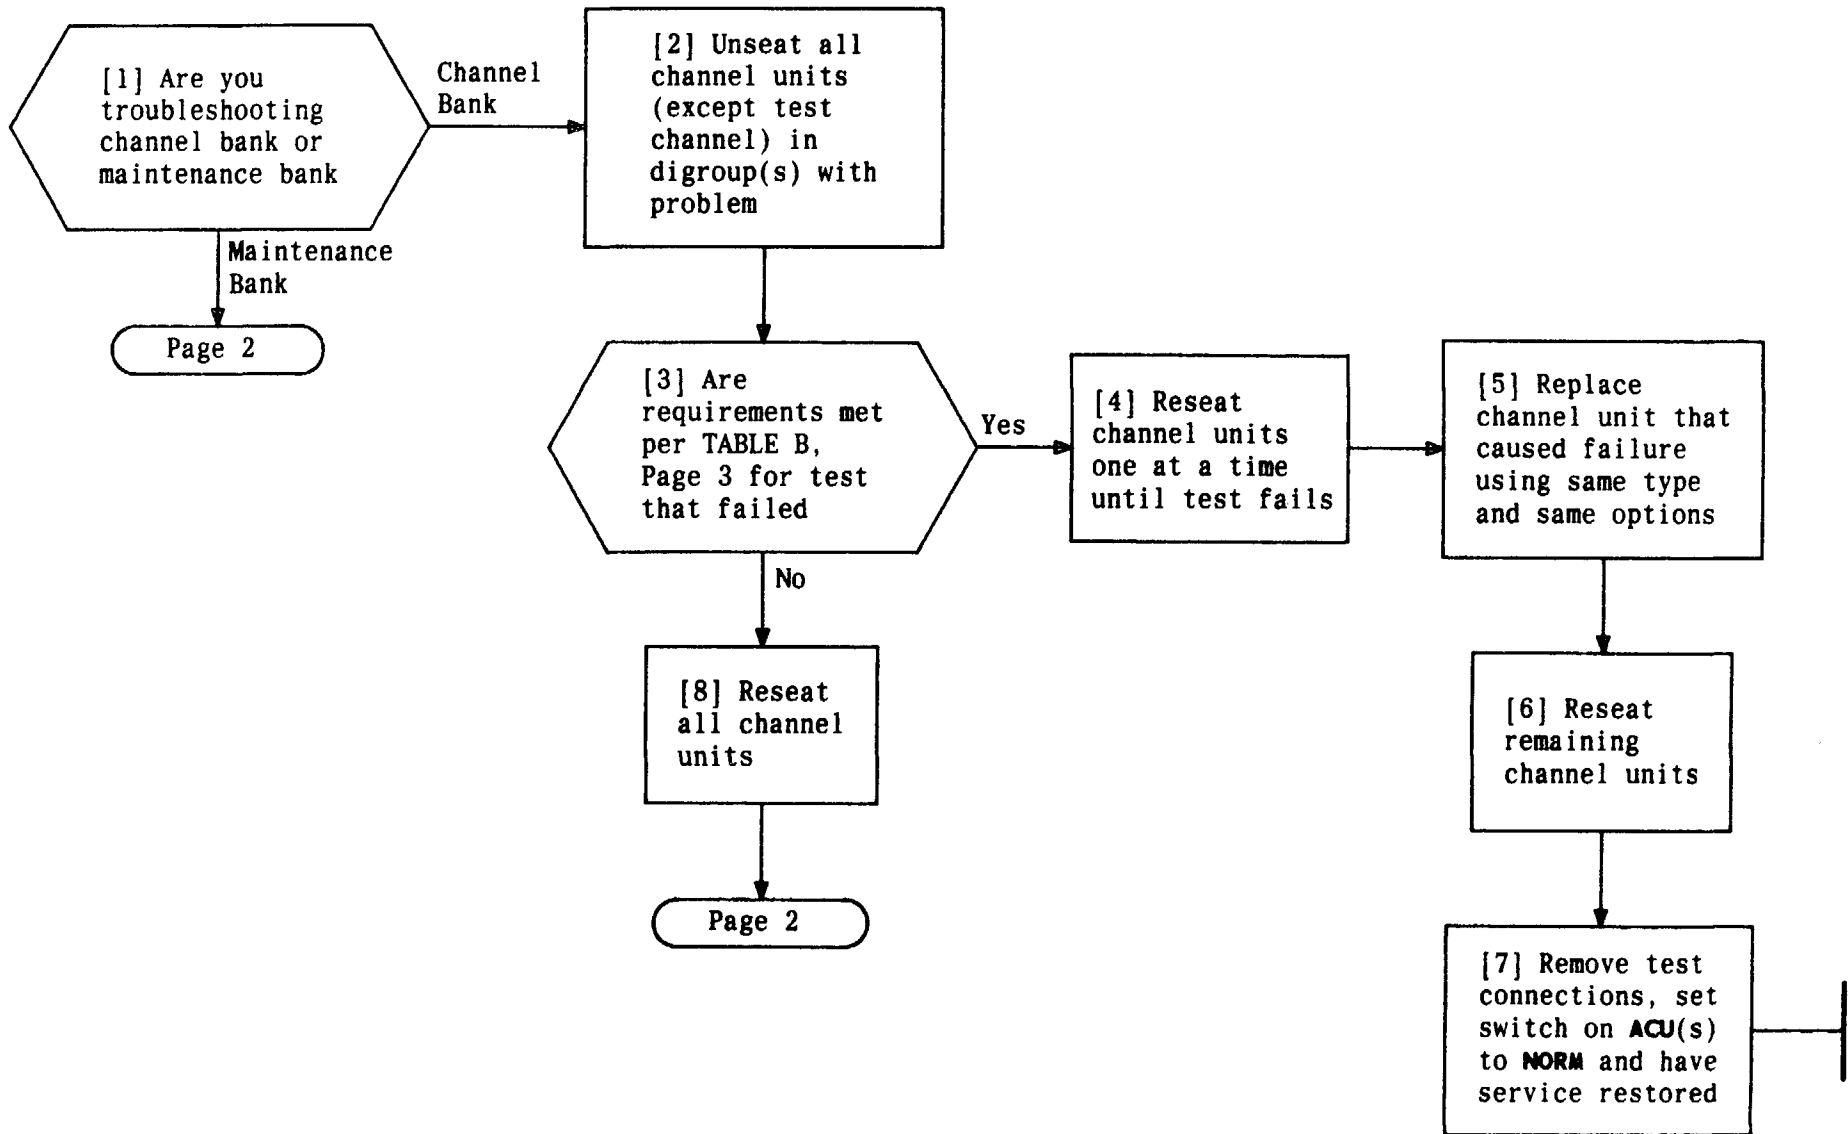 [1] Are you
troubleshooting
channel bank or
maintenance bank
Channel
Bank
[2] Unseat all
channel units
(except test
channel) in
digroup(s) with
problem
Maintenance
Bank
Page 2
[3] Are
requirements met
per TABLE B,
Page 3 for test
that failed
Yes
[4] Reseat
channel units
one at a time
until test fails
[5] Replace
channel unit that
caused failure
using same type
and same options
No
[8] Reseat
all channel
units
Page 2
[6] Reseat
remaining
channel units
[7] Remove test
connections, set
switch on ACU(s)
to NORM and have
service restored